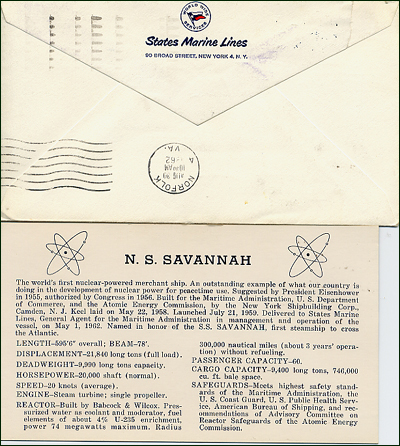 WORLD WIDE
SERVICES
States Marine Lines
90 BROAD STREET, NEW YORK 4, N. Y.
NORFOLK
VA.
N. S. SAVANNAH
The world's first nuclear-powered merchant ship. An outstanding example of what our country is
doing in the development of nuclear power for peacetime use. Suggested by President Eisenhower
in 1955, authorized by Congress in 1956. Built for the Maritime Administration, U. S. Department
of Commerce, and the Atomic Energy Commission, by the New York Shipbuilding Corp.,
Camden, N. J. Keel laid on May 22, 1958. Launched July 21, 1959. Delivered to States Marine
Lines, General Agent for the Maritime Administration in management and operation of the
vessel, on May 1, 1962. Named in honor of the S.S. SAVANNAH, first steamship to cross
the Atlantic.
LENGTH–595'6" overall; BEAM–78'.
DISPLACEMENT–21,840 long tons (full load).
DEADWEIGHT–9,990 long tons capacity.
HORSEPOWER–20,000 shaft (normal).
SPEED–20 knots (average).
ENGINE–Steam turbine; single propeller.
REACTOR–Built by Babcock & Wilcox. Pres-
surized water as coolant and moderator, fuel
elements of about 4% U-235 enrichment,
power 74 megawatts maximum. Radius
300,000 nautical miles (about 3 years' opera-
tion) without refueling.
PASSENGER CAPACITY–60.
CARGO CAPACITY–9,400 long tons, 746,000
cu. ft. bale space.
SAFEGUARDS–Meets highest safety stand-
ards of the Maritime Administration, the
U. S. Coast Guard, U. S. Public Health Serv-
ice, American Bureau of Shipping, and rec-
ommendations of Advisory Committee on
Reactor Safeguards of the Atomic Energy
Commission.